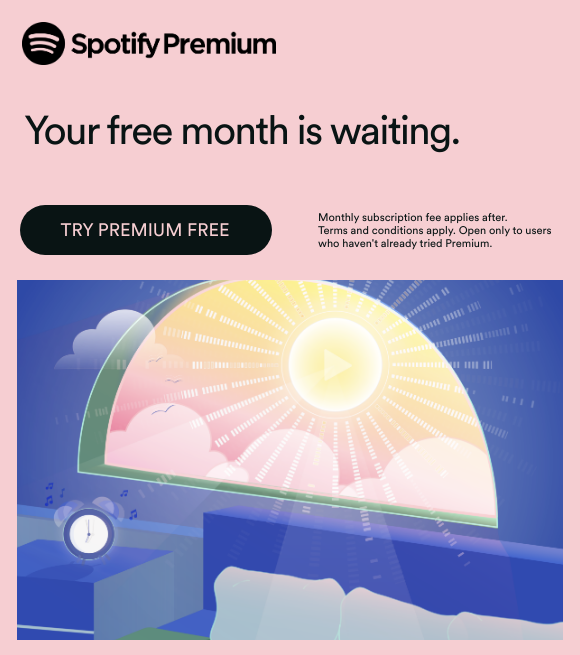 Spotify Premium
Your free month is waiting.
TRY PREMIUM FREE
Monthly subscription fee applies after.
Terms and conditions apply. Open only to users
who haven't already tried Premium.